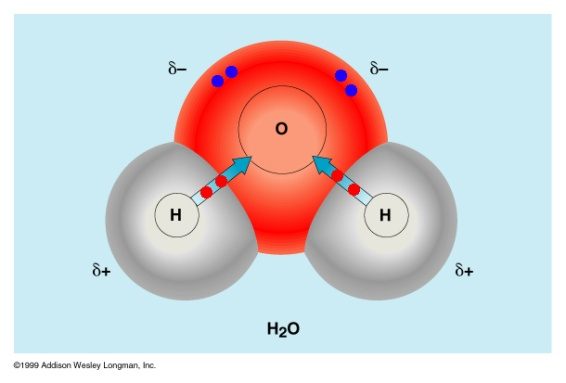 δ–
δ–
O
H
H
δ+
δ+
H₂O
©1999 Addison Wesley Longman, Inc.